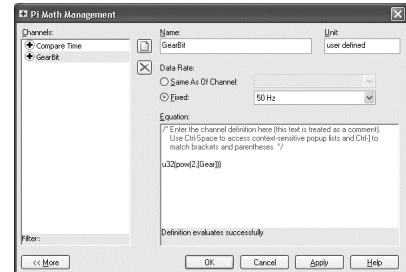 Pi Math Management
Channels:
Compare Time
GearBit
Filter:
<< More
Name:
GearBit
Unit:
user defined
Data Rate:
Same As Of Channel:
Fixed:
50 Hz
Equation:
/* Enter the channel definition here (this text is treated as a comment).
Use Ctrl-Space to access context-sensitive popup lists and Ctrl-] to
match brackets and parentheses. */
u32(pow(2,[Gear]))
Definition evaluates successfully
OK
Cancel
Apply
Help